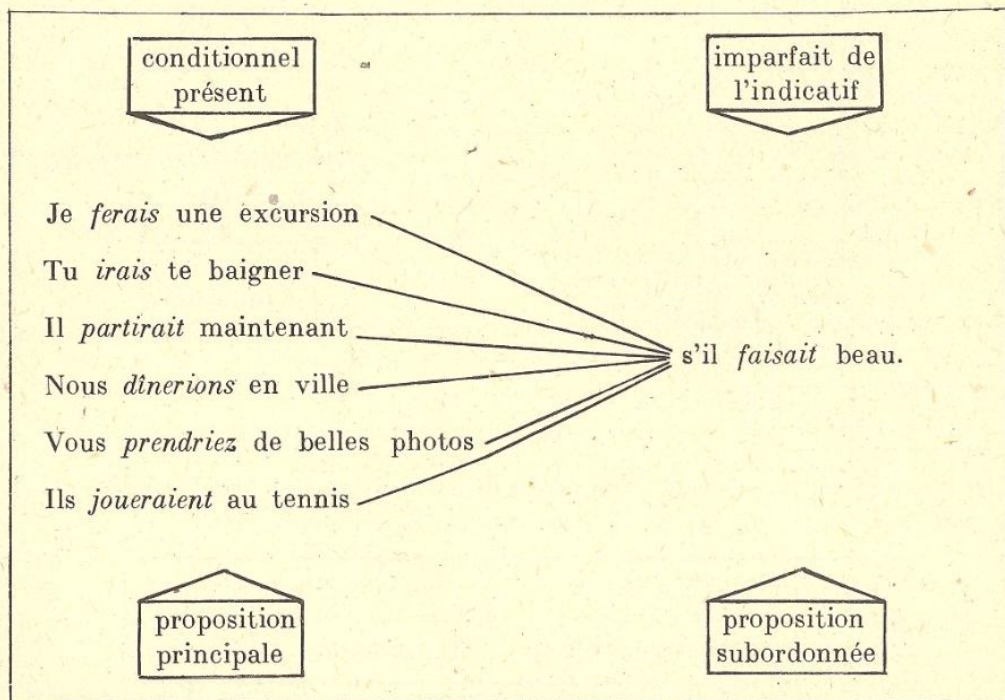 conditionnel
présent
imparfait de
l'indicatif
Je ferais une excursion
Tu irais te baigner
Il partirait maintenant
s'il faisait beau.
Nous dînerions en ville
Vous prendriez de belles photos
Ils joueraient au tennis
proposition
principale
proposition
subordonnée